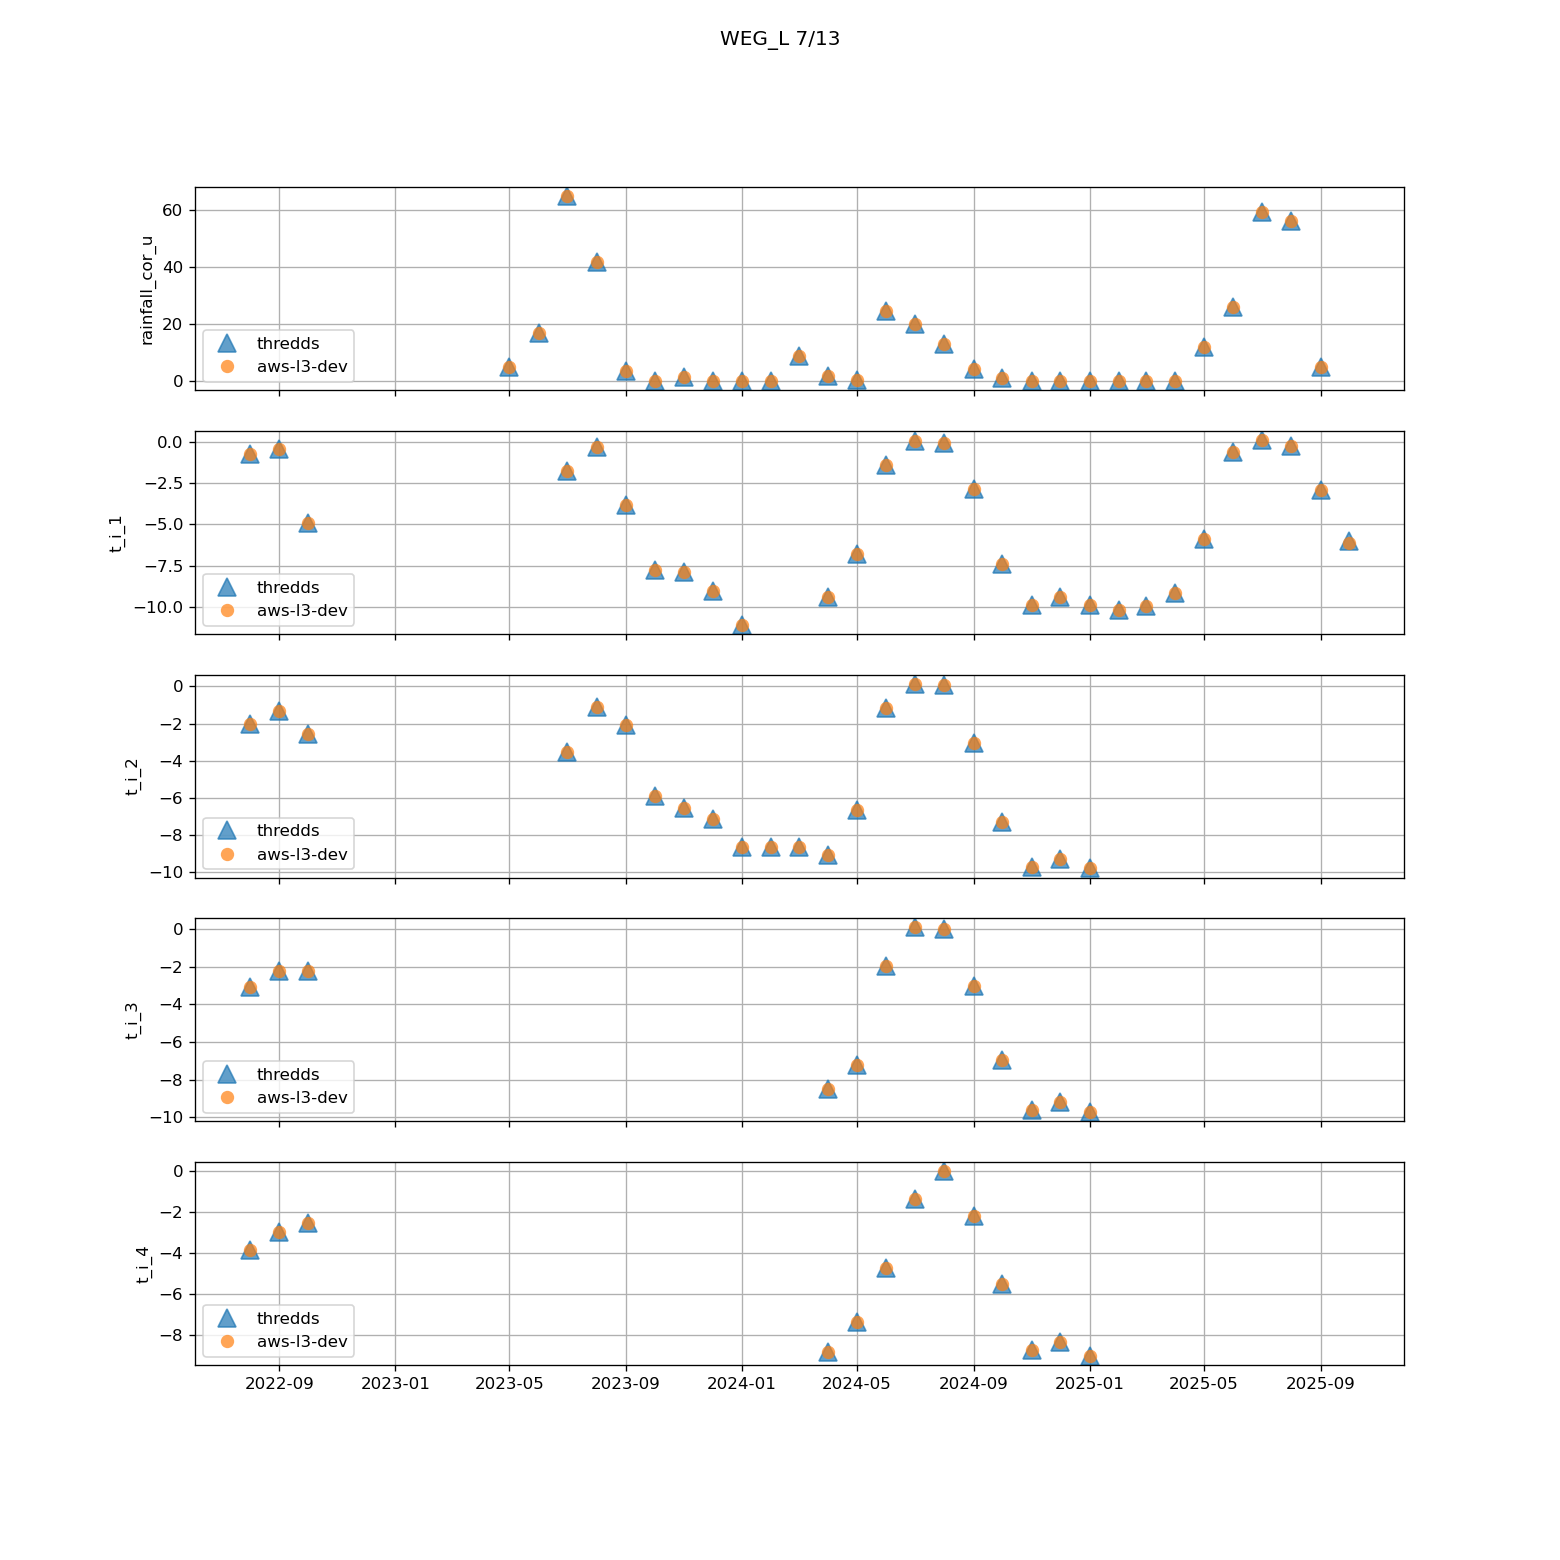 WEG_L 7/13
60
40
20
0
rainfall_cor_u
thredds
aws-l3-dev
0.0
−2.5
−5.0
−7.5
−10.0
t_i_1
thredds
aws-l3-dev
0
−2
−4
−6
−8
−10
t_i_2
thredds
aws-l3-dev
0
−2
−4
−6
−8
−10
t_i_3
thredds
aws-l3-dev
0
−2
−4
−6
−8
t_i_4
thredds
aws-l3-dev
2022-09 2023-01 2023-05 2023-09 2024-01 2024-05 2024-09 2025-01 2025-05 2025-09